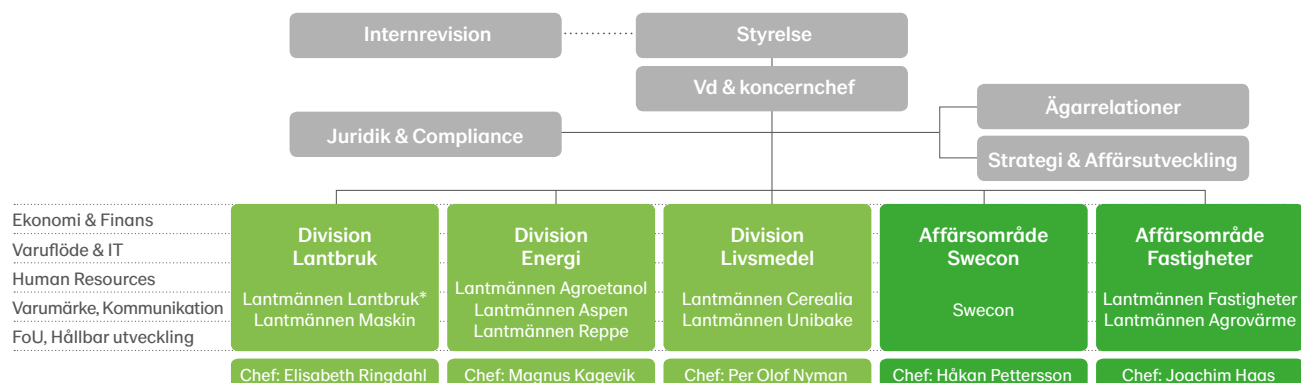 Internrevision
Styrelse
Vd & koncernchef
Juridik & Compliance
Ägarrelationer
Strategi & Affärsutveckling
Ekonomi & Finans
Varuflöde & IT
Human Resources
Varumärke, Kommunikation
FoU, Hållbar utveckling
Division
Lantbruk
Lantmännen Lantbruk*
Lantmännen Maskin
Chef: Elisabeth Ringdahl
Division
Energi
Lantmännen Agroetanol
Lantmännen Aspen
Lantmännen Reppe
Chef: Magnus Kagevik
Division
Livsmedel
Lantmännen Cerealia
Lantmännen Unibake
Chef: Per Olof Nyman
Affärsområde
Swecon
Swecon
Chef: Håkan Pettersson
Affärsområde
Fastigheter
Lantmännen Fastigheter
Lantmännen Agrovärme
Chef: Joachim Haas